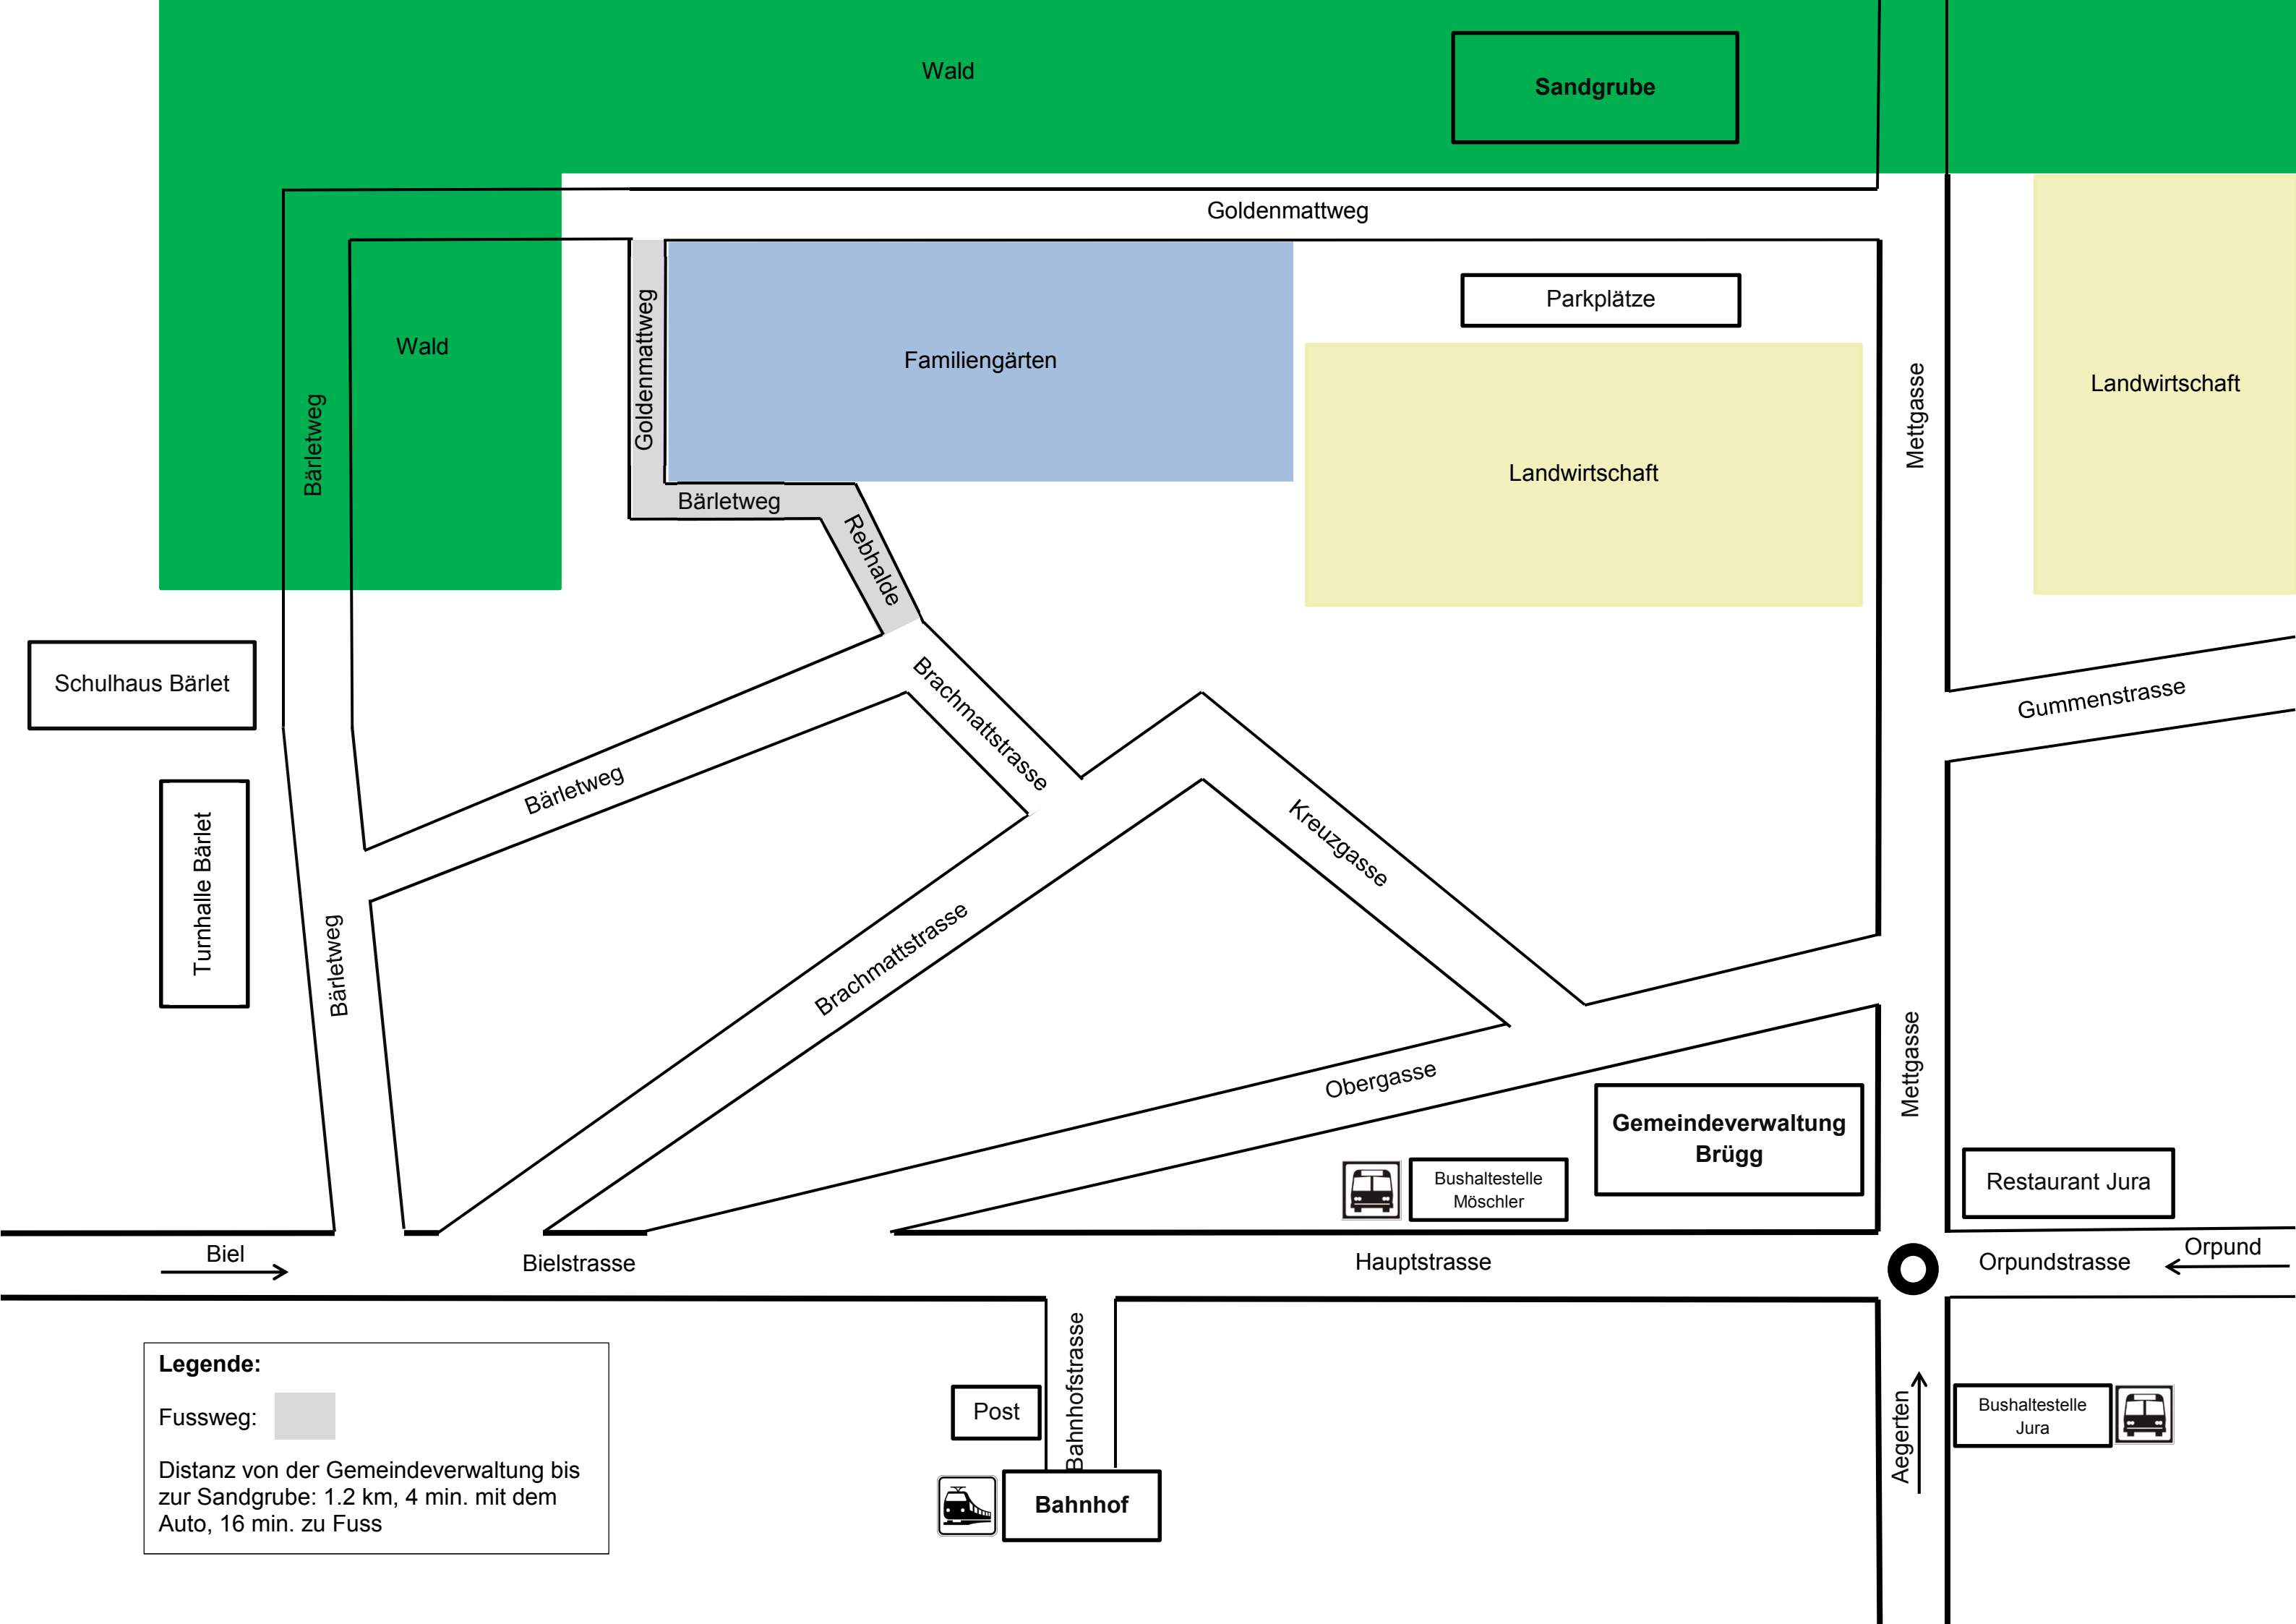 Wald
Sandgrube
Goldenmattweg
Parkplätze
Goldenmattweg
Wald
Familiengärten
Mettgasse
Landwirtschaft
Bärletweg
Landwirtschaft
Bärletweg
Rebhalde
Schulhaus Bärlet
Brachmattstrasse
Gummenstrasse
Bärletweg
Kreuzgasse
Turnhalle Bärlet
Brachmattstrasse
Bärletweg
Obergasse
Mettgasse
Gemeindeverwaltung
Brügg
Bushaltestelle
Möschler
Restaurant Jura
Biel
Bielstrasse
Hauptstrasse
Orpundstrasse
Orpund
Legende:
Fussweg:
Distanz von der Gemeindeverwaltung bis
zur Sandgrube: 1.2 km, 4 min. mit dem
Auto, 16 min. zu Fuss
Post
Bahnhofstrasse
Bahnhof
Aegerten
Bushaltestelle
Jura